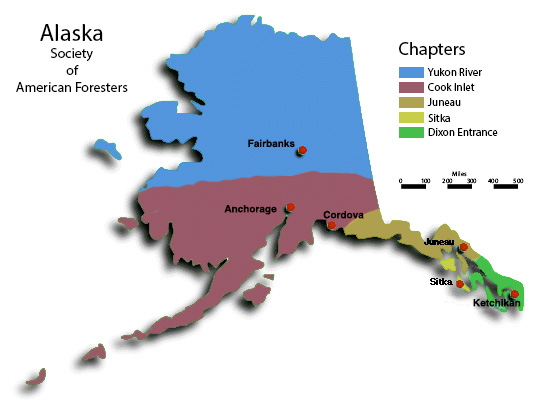 Alaska
Society
of
American Foresters
Chapters
Yukon River
Cook Inlet
Juneau
Sitka
Dixon Entrance
Miles
0 100 200 300 400 500
Fairbanks
Anchorage
Cordova
Juneau
Sitka
Ketchikan